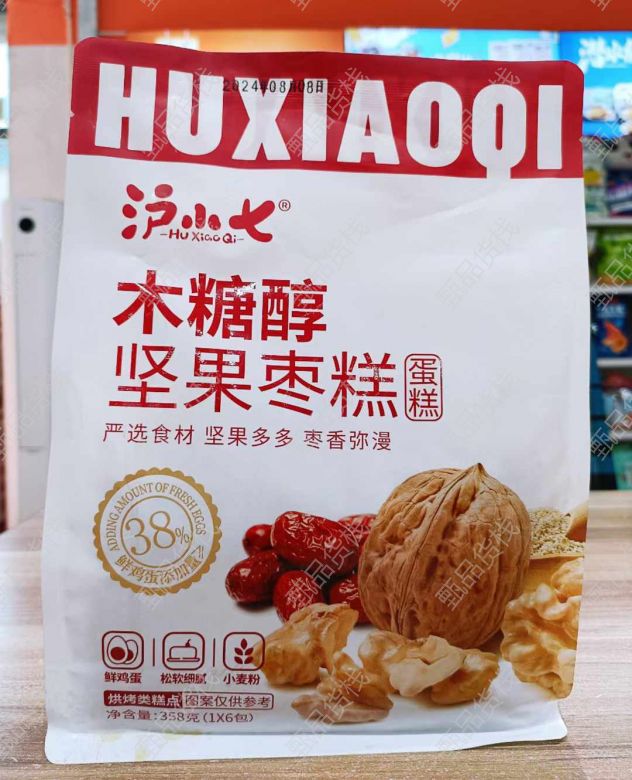 2024年08月08日
HUXIAOQI
沪小七®
-Hu Xiao Qi-
木糖醇
坚果枣糕 蛋糕
严选食材 坚果多多 枣香弥漫
ADDING AMOUNT OF FRESH EGGS
38%
鲜鸡蛋添加量
鲜鸡蛋 松软细腻 小麦粉
烘烤类糕点 图案仅供参考
净含量:358克(1X6包)
甄品货栈